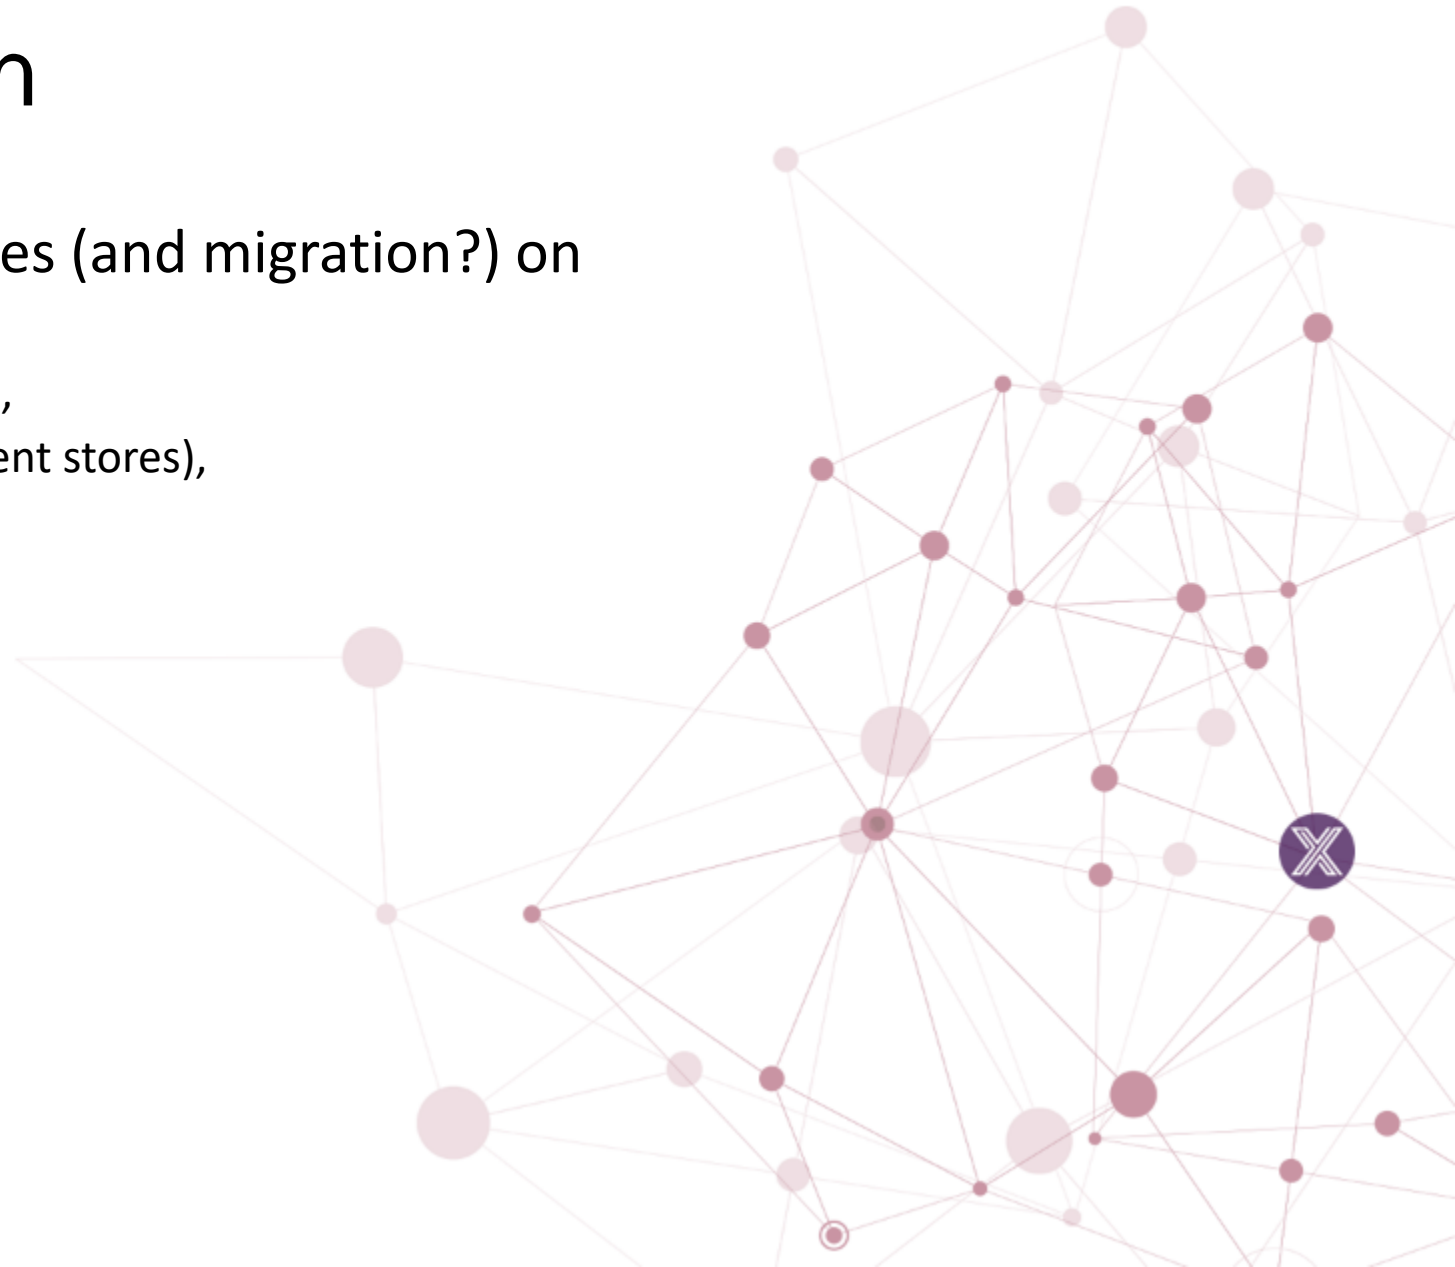 n
es (and migration?) on
,
ent stores),